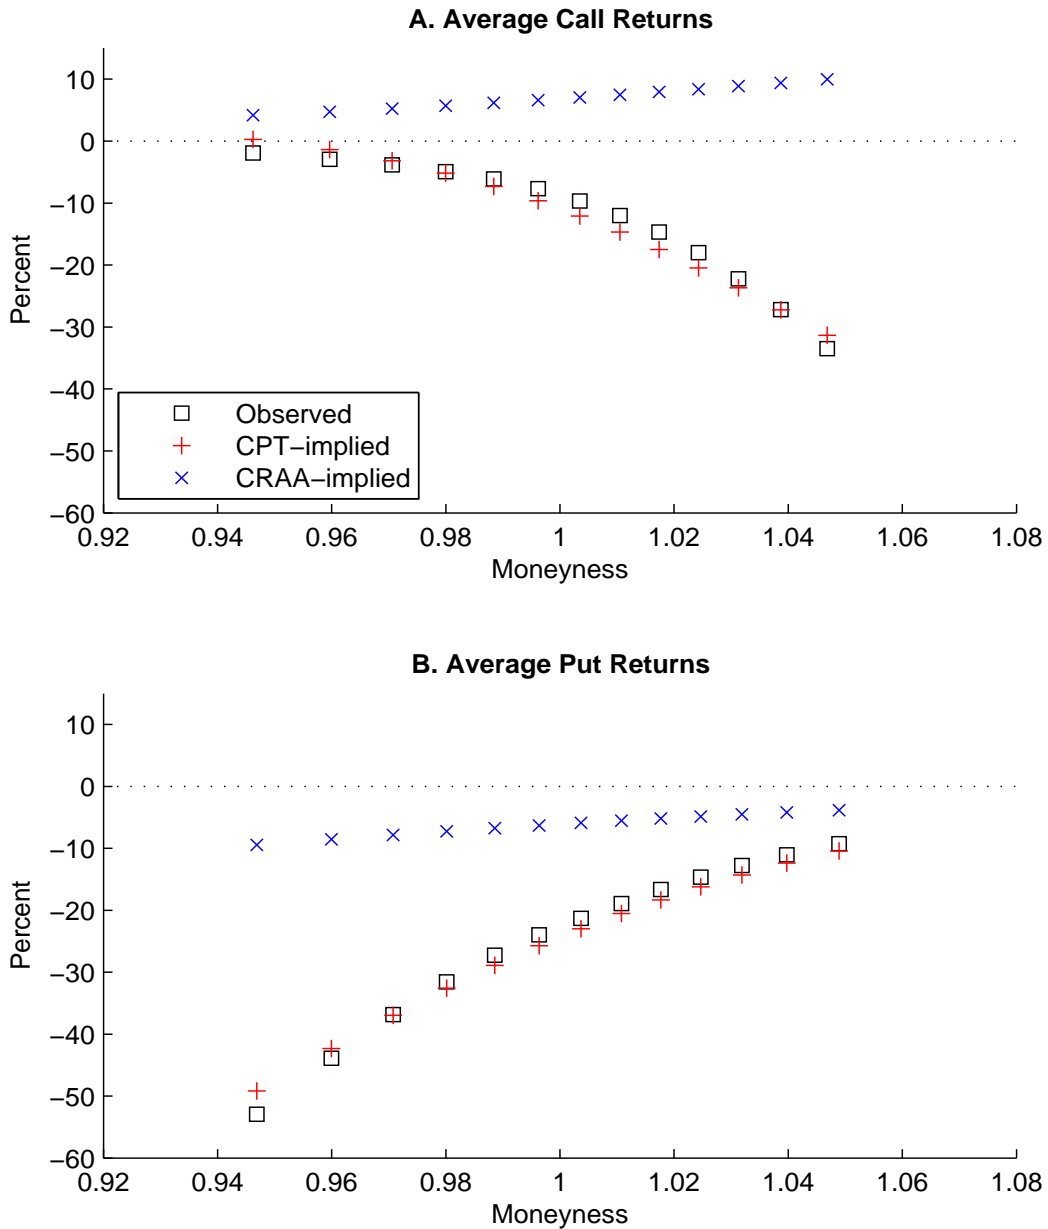 A. Average Call Returns
10
0
−10
−20
−30
−40
−50
−60
Percent
Observed
CPT−implied
CRAA−implied
0.92 0.94 0.96 0.98 1 1.02 1.04 1.06 1.08
Moneyness
B. Average Put Returns
10
0
−10
−20
−30
−40
−50
−60
Percent
0.92 0.94 0.96 0.98 1 1.02 1.04 1.06 1.08
Moneyness